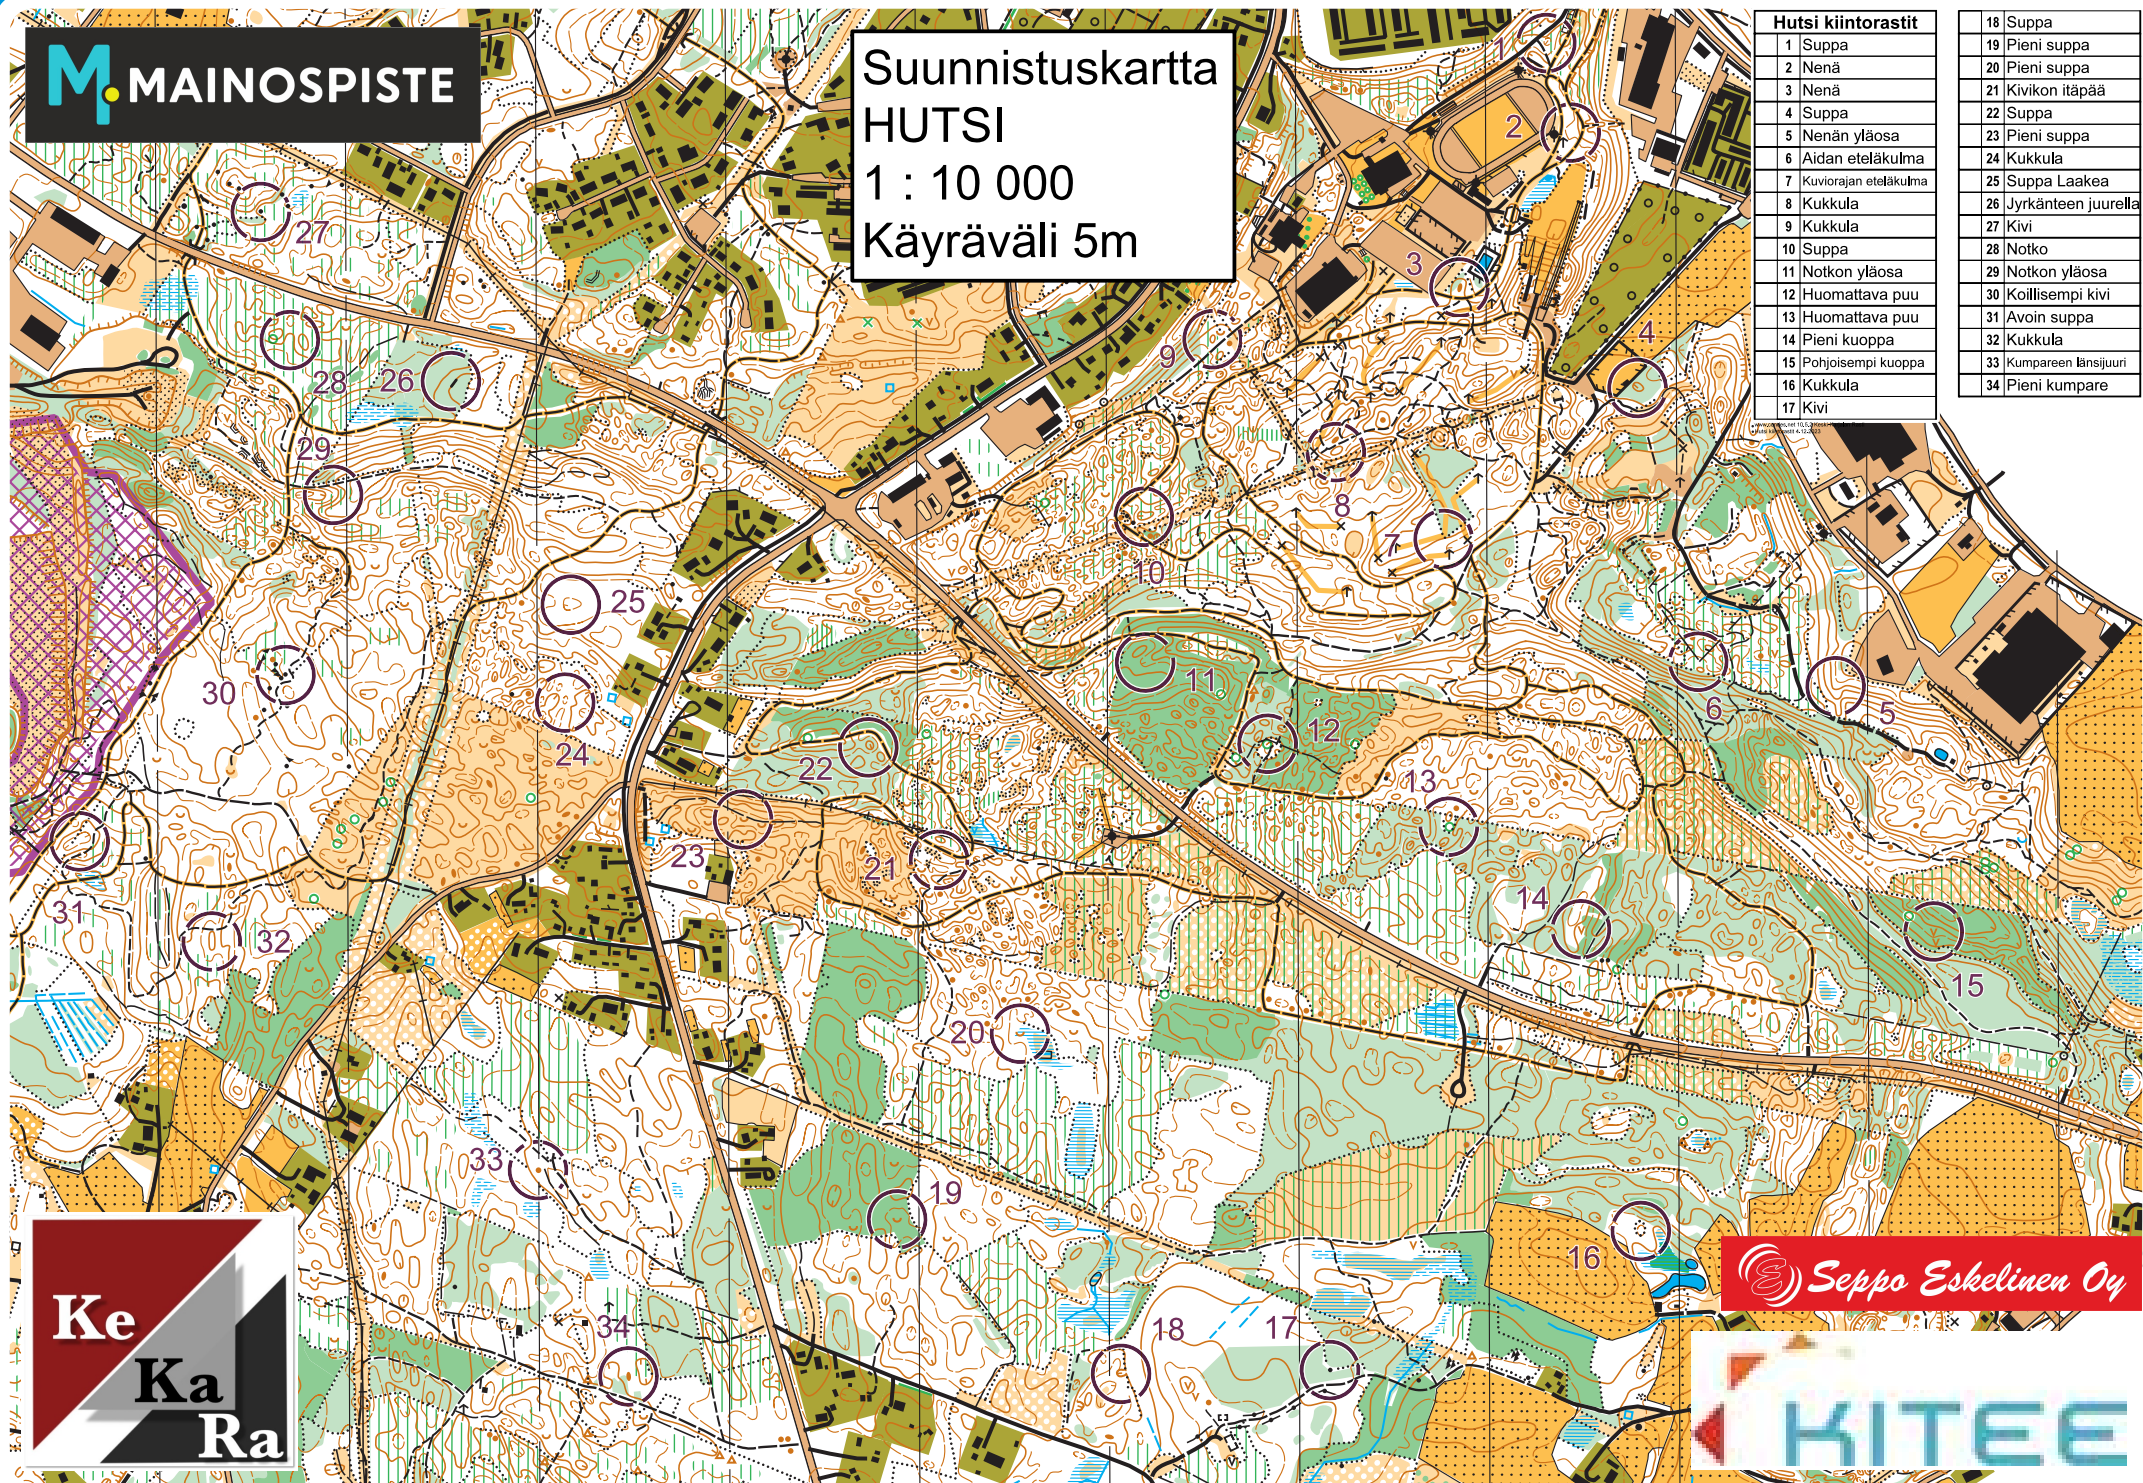 M. MAINOSPISTE
Suunnistuskartta
HUTSI
1 : 10 000
Käyräväli 5m
Hutsi kiintorastit
1 Suppa
2 Nenä
3 Nenä
4 Suppa
5 Nenän yläosa
6 Aidan eteläkulma
7 Kuviorajan eteläkulma
8 Kukkula
9 Kukkula
10 Suppa
11 Notkon yläosa
12 Huomattava puu
13 Huomattava puu
14 Pieni kuoppa
15 Pohjoisempi kuoppa
16 Kukkula
17 Kivi
18 Suppa
19 Pieni suppa
20 Pieni suppa
21 Kivikon itäpää
22 Suppa
23 Pieni suppa
24 Kukkula
25 Suppa Laakea
26 Jyrkänteen juurella
27 Kivi
28 Notko
29 Notkon yläosa
30 Koillisempi kivi
31 Avoin suppa
32 Kukkula
33 Kumpareen länsijuuri
34 Pieni kumpare
1
2
27
3
4
28
26
9
29
8
7
10
25
30
11
6
5
24
12
22
13
23
21
14
31
32
15
20
33
19
16
34
18
17
Ke
Ka
Ra
Seppo Eskelinen Oy
KITEE